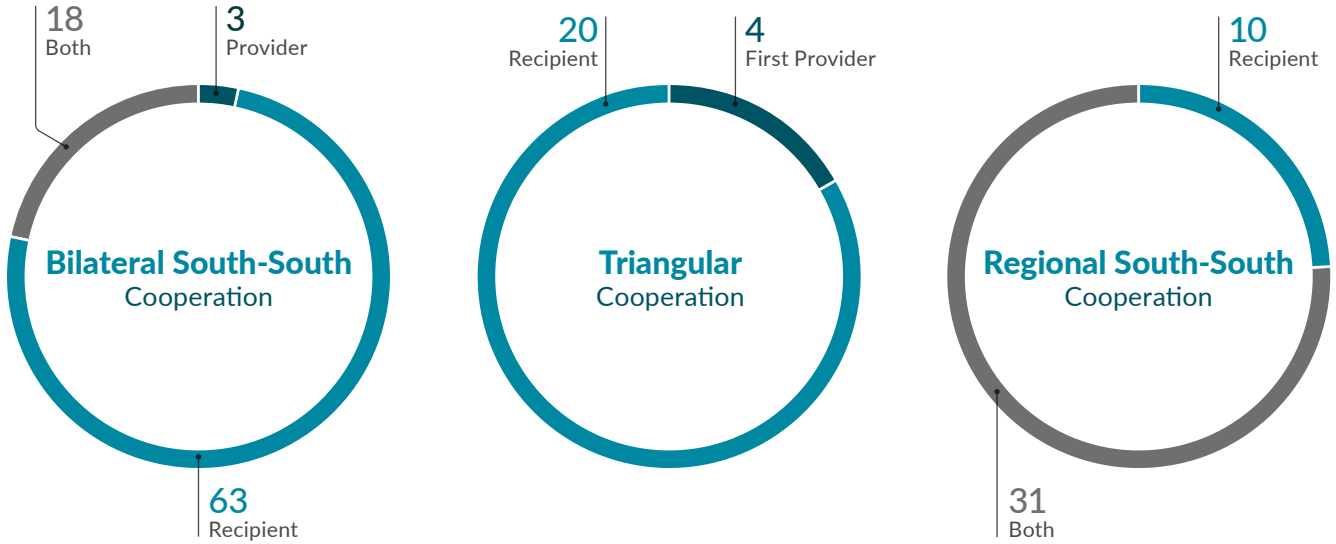 18
Both
3
Provider
Bilateral South-South
Cooperation
63
Recipient
20
Recipient
4
First Provider
Triangular
Cooperation
10
Recipient
Regional South-South
Cooperation
31
Both